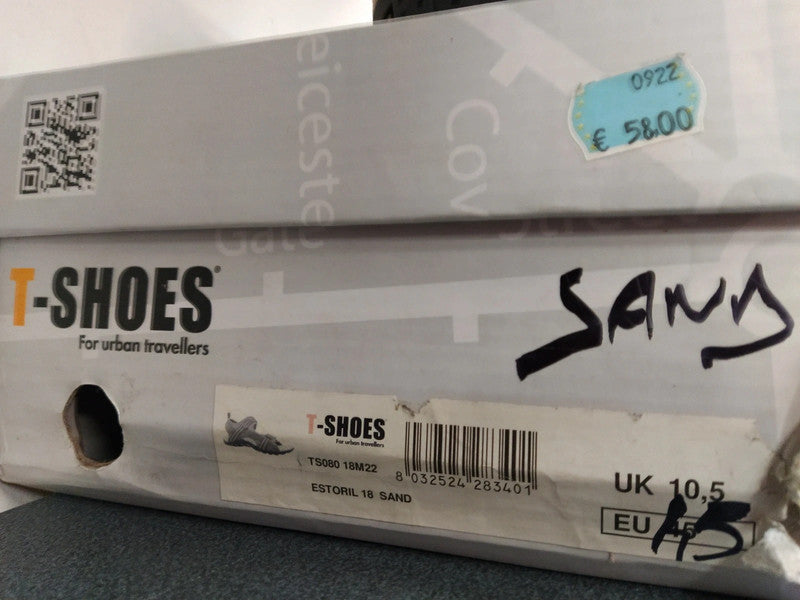 eiceste
Gate
Cov
0922
€ 58.00
T-SHOES
For urban travellers
SAND
T-SHOES
For urban travellers
TS080 18M22
8 032524 283401
ESTORIL 18 SAND
UK 10,5
EU 45